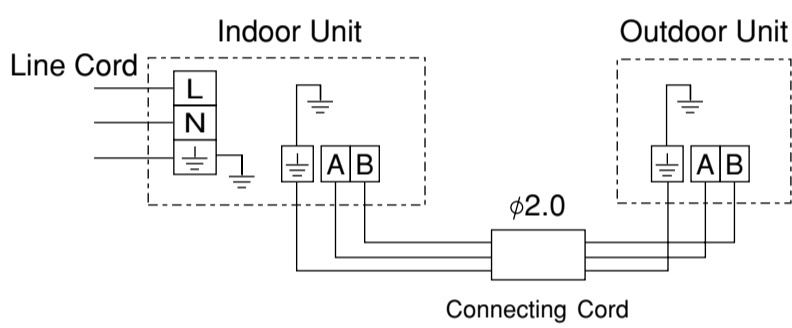 Indoor Unit
Outdoor Unit
Line Cord
L
N
A B
A B
ϕ2.0
Connecting Cord